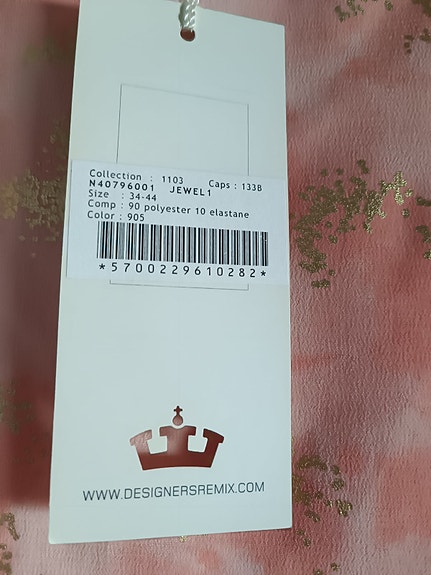 Collection : 1103 Caps : 133B
N40796001 JEWEL1
Size : 34-44
Comp : 90 polyester 10 elastane
Color : 905
*5700229610282*
WWW.DESIGNERSREMIX.COM